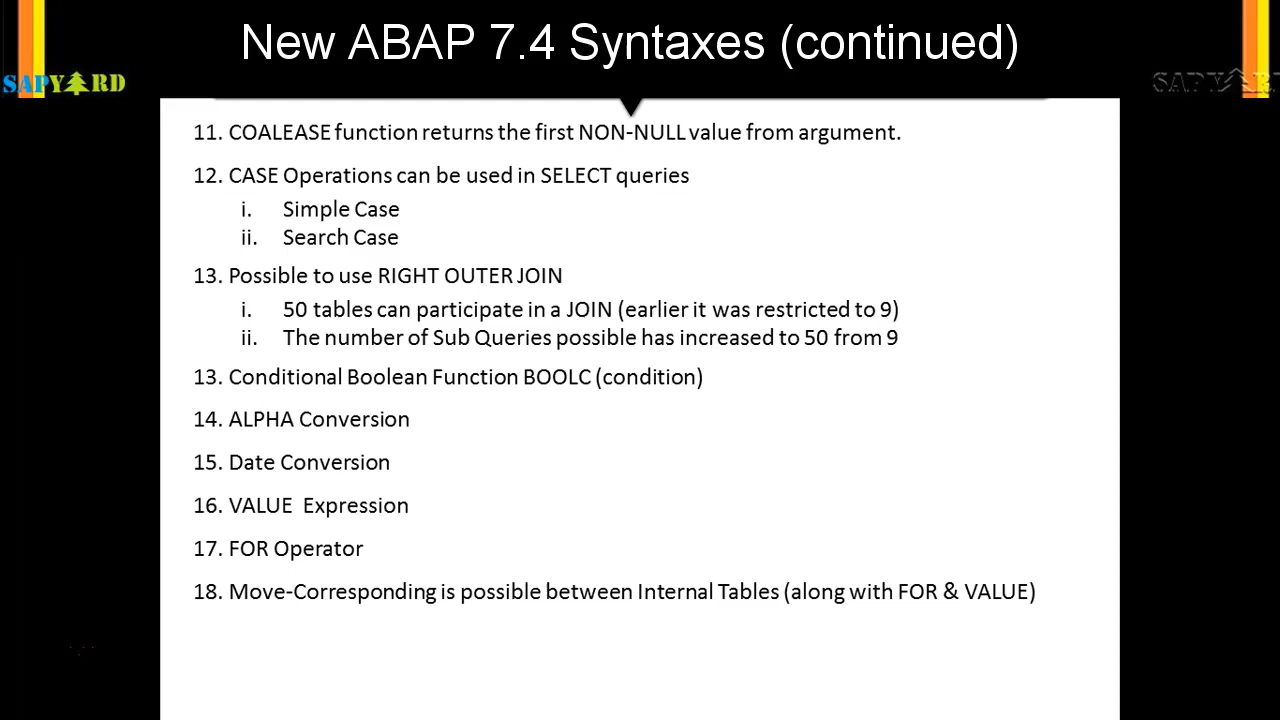 New ABAP 7.4 Syntaxes (continued)
SAPYARD
SAPYARD
11. COALEASE function returns the first NON-NULL value from argument.
12. CASE Operations can be used in SELECT queries
i. Simple Case
ii. Search Case
13. Possible to use RIGHT OUTER JOIN
i. 50 tables can participate in a JOIN (earlier it was restricted to 9)
ii. The number of Sub Queries possible has increased to 50 from 9
13. Conditional Boolean Function BOOLC (condition)
14. ALPHA Conversion
15. Date Conversion
16. VALUE Expression
17. FOR Operator
18. Move-Corresponding is possible between Internal Tables (along with FOR & VALUE)